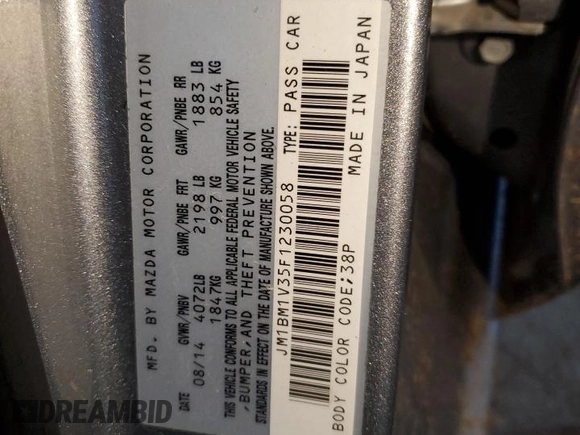 MFD. BY MAZDA MOTOR CORPORATION
GVWR/PNBV GAWR/PNBE FRT GAWR/PNBE RR
08/14 4072LB 2198 LB 1883 LB
1847KG 997 KG 854 KG
THIS VEHICLE CONFORMS TO ALL APPLICABLE FEDERAL MOTOR VEHICLE SAFETY
,BUMPER,AND THEFT PREVENTION
STANDARDS IN EFFECT ON THE DATE OF MANUFACTURE SHOWN ABOVE.
JM1BM1V35F1230058 TYPE: PASS CAR
BODY COLOR CODE;38P MADE IN JAPAN
DREAMBID